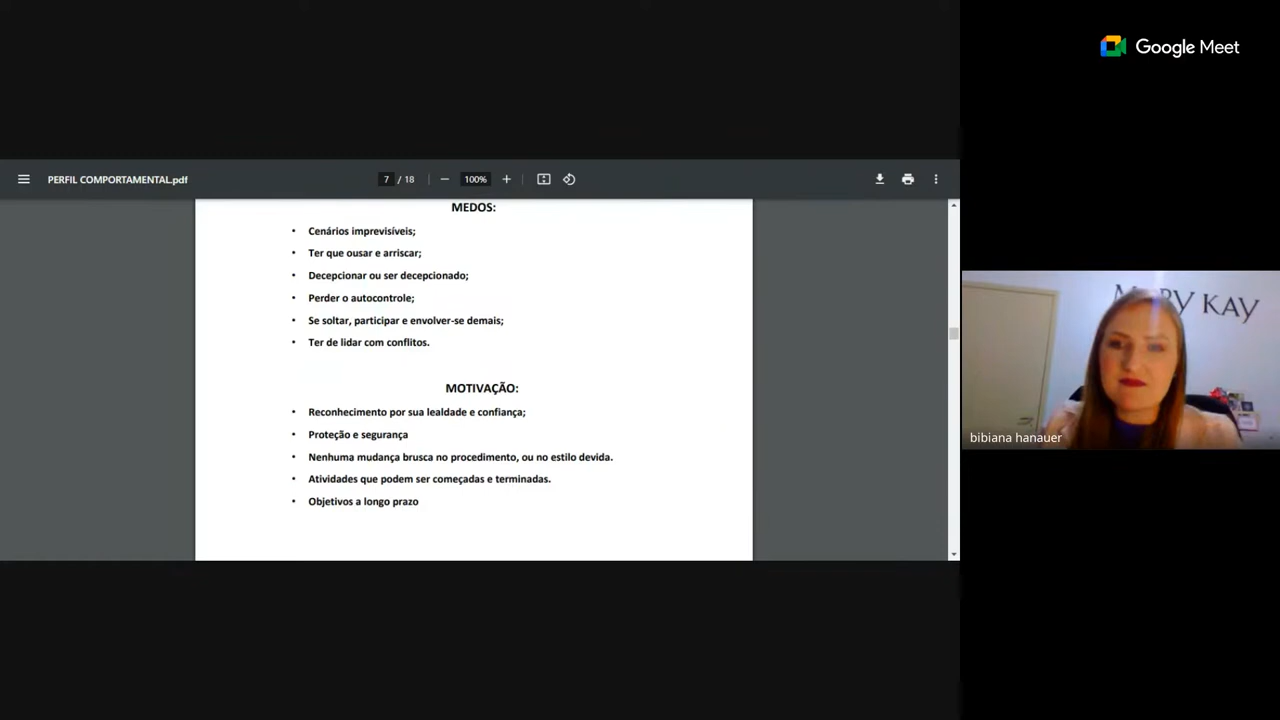 Google Meet
PERFIL COMPORTAMENTAL.pdf
7 / 18
100%
MEDOS:
• Cenários imprevisíveis;
• Ter que ousar e arriscar;
• Decepcionar ou ser decepcionado;
• Perder o autocontrole;
• Se soltar, participar e envolver-se demais;
• Ter de lidar com conflitos.
MOTIVAÇÃO:
• Reconhecimento por sua lealdade e confiança;
• Proteção e segurança
• Nenhuma mudança brusca no procedimento, ou no estilo devida.
• Atividades que podem ser começadas e terminadas.
• Objetivos a longo prazo
MARY KAY
bibiana hanauer